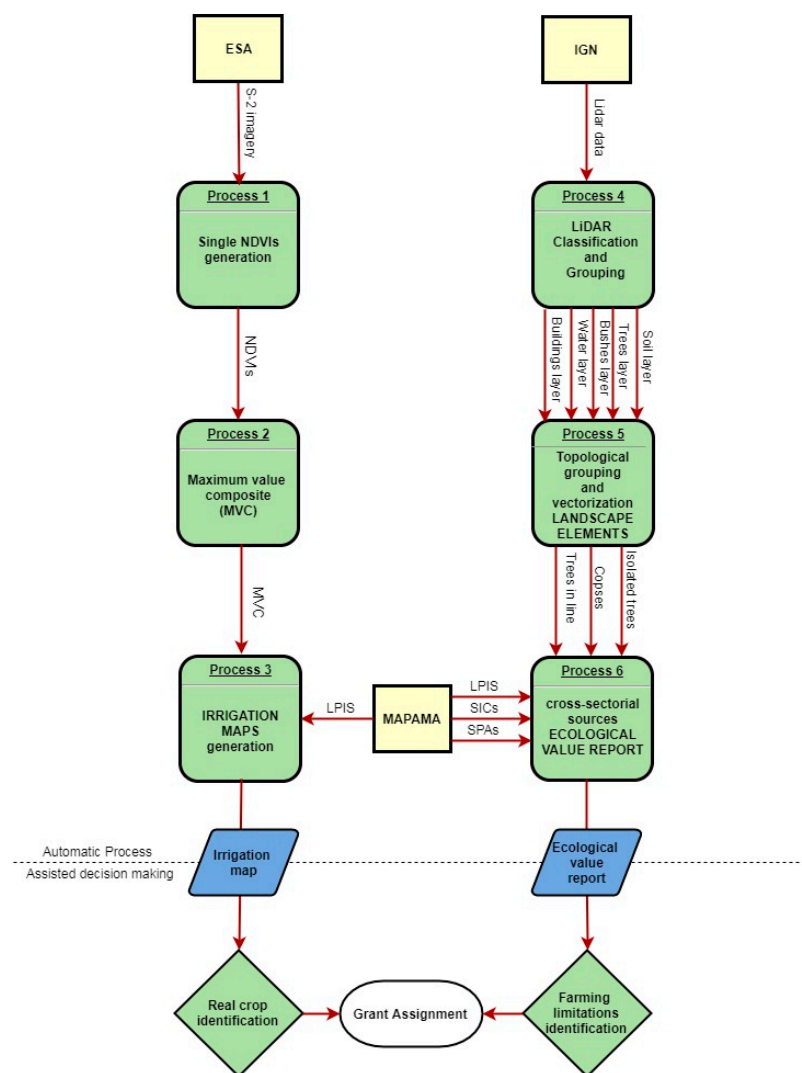 ESA
IGN
S-2 imagery
Lidar data
Process 1
Single NDVIs
generation
Process 4
LiDAR
Classification
and
Grouping
NDVIs
Buildings layer
Water layer
Bushes layer
Trees layer
Soil layer
Process 2
Maximum value
composite
(MVC)
Process 5
Topological
grouping
and
vectorization
LANDSCAPE
ELEMENTS
MVC
Trees in line
Copses
Isolated trees
Process 3
IRRIGATION
MAPS
generation
LPIS
MAPAMA
LPIS
SICs
SPAs
Process 6
cross-sectorial
sources
ECOLOGICAL
VALUE REPORT
Automatic Process
Assisted decision making
Irrigation
map
Ecological
value
report
Real crop
identification
Grant Assignment
Farming
limitations
identification